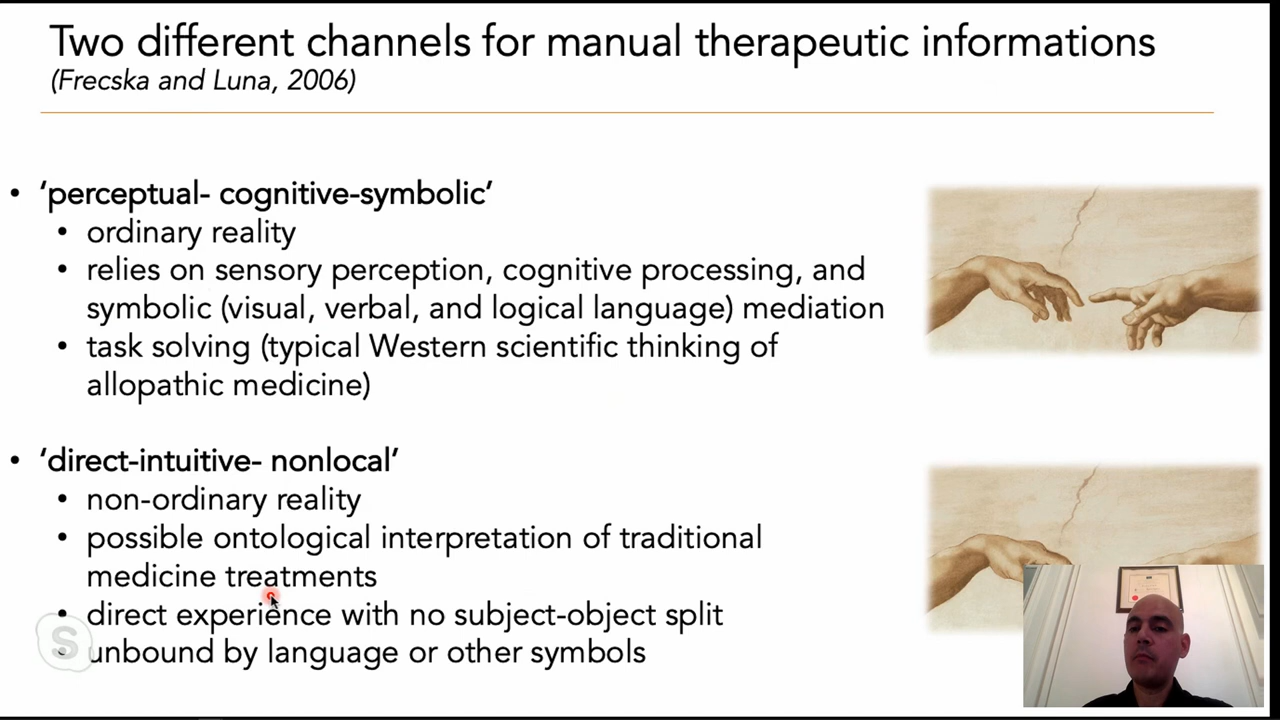 Two different channels for manual therapeutic informations
(Frecska and Luna, 2006)
• 'perceptual- cognitive-symbolic'
• ordinary reality
• relies on sensory perception, cognitive processing, and
symbolic (visual, verbal, and logical language) mediation
• task solving (typical Western scientific thinking of
allopathic medicine)
• 'direct-intuitive- nonlocal'
• non-ordinary reality
• possible ontological interpretation of traditional
medicine treatments
• direct experience with no subject-object split
• unbound by language or other symbols
S